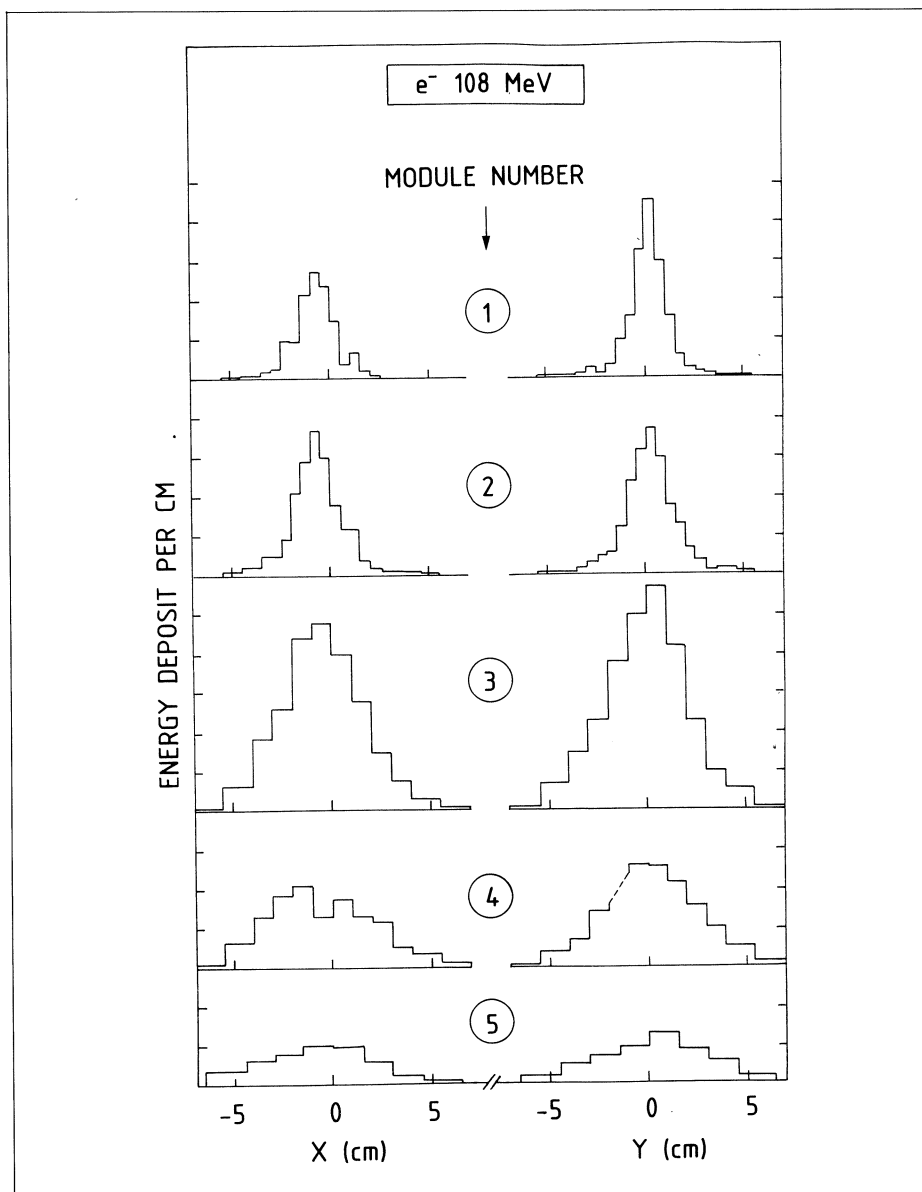 e⁻ 108 MeV
MODULE NUMBER
1
2
3
4
5
ENERGY DEPOSIT PER CM
-5 0 5 -5 0 5
X (cm) Y (cm)